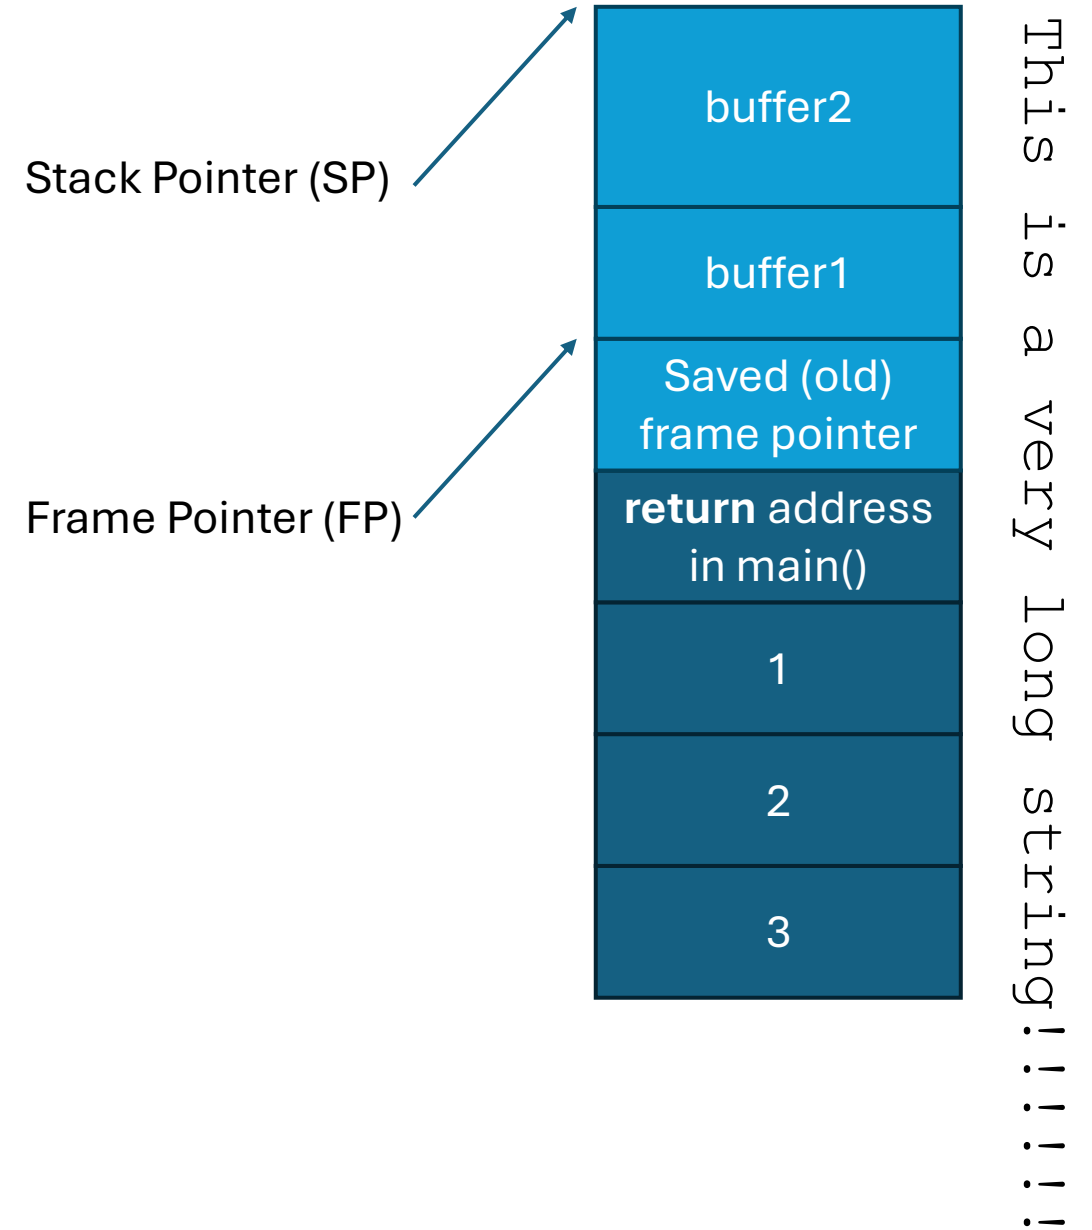 Stack Pointer (SP)
Frame Pointer (FP)
buffer2
buffer1
Saved (old)
frame pointer
return address
in main()
1
2
3
This is a very long string!!!!!!